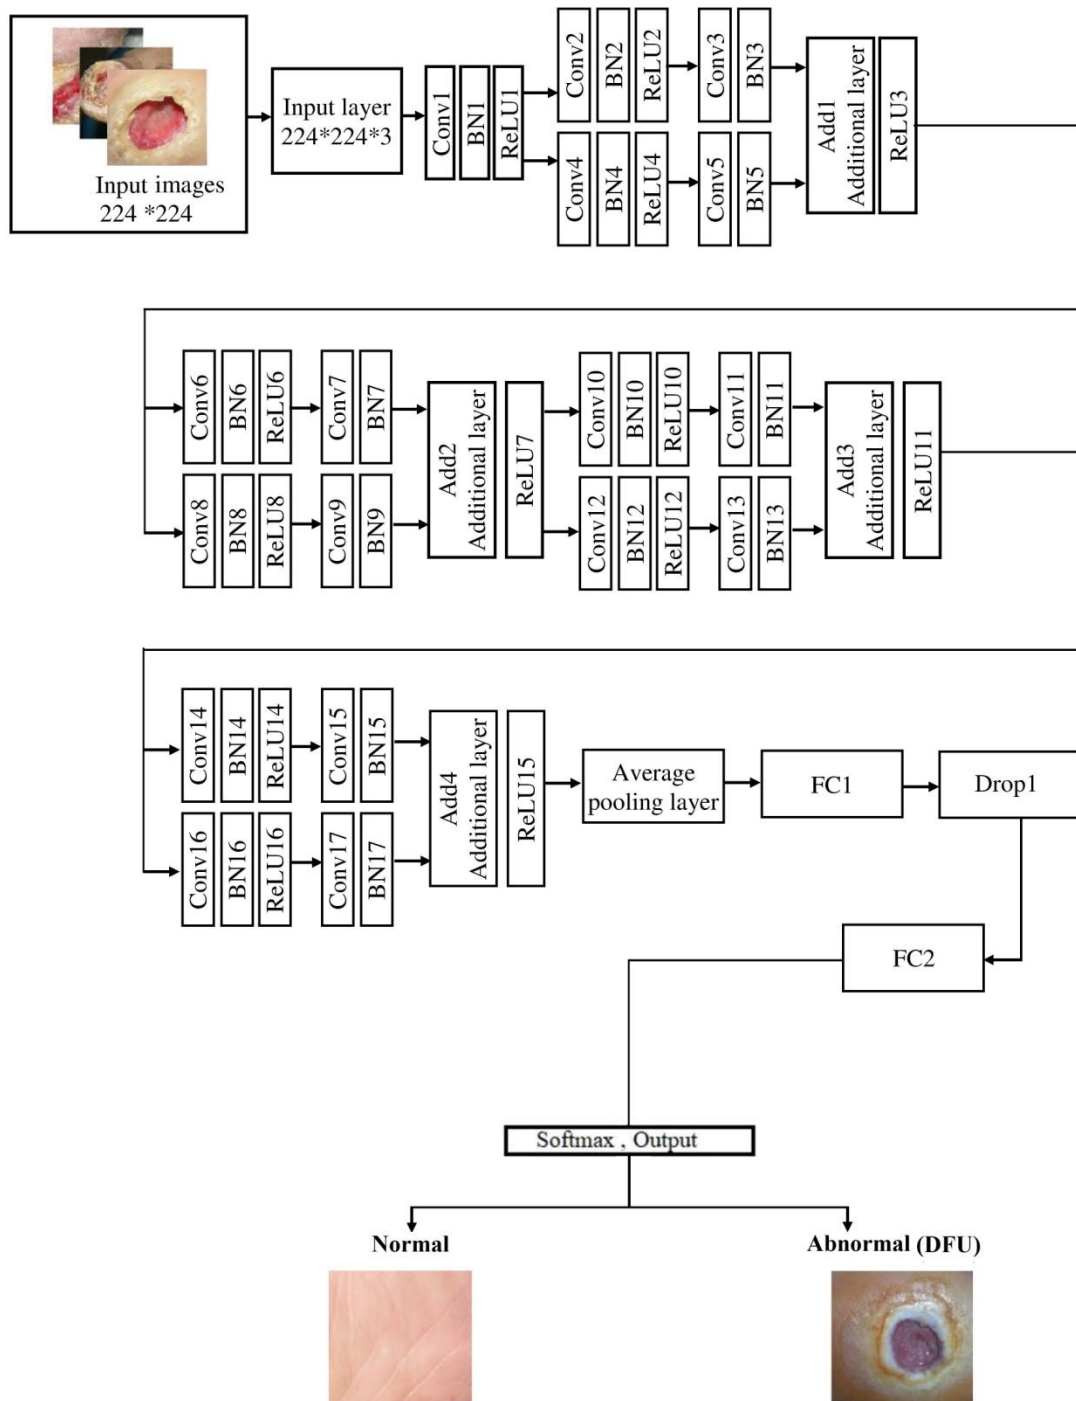 Input images
224 *224
Input layer
224*224*3
Conv1
BN1
ReLU1
Conv2
BN2
ReLU2
Conv3
BN3
Conv4
BN4
ReLU4
Conv5
BN5
Add1
Additional layer
ReLU3
Conv6
BN6
ReLU6
Conv7
BN7
Conv8
BN8
ReLU8
Conv9
BN9
Add2
Additional layer
ReLU7
Conv10
BN10
ReLU10
Conv11
BN11
Conv12
BN12
ReLU12
Conv13
BN13
Add3
Additional layer
ReLU11
Conv14
BN14
ReLU14
Conv15
BN15
Conv16
BN16
ReLU16
Conv17
BN17
Add4
Additional layer
ReLU15
Average
pooling layer
FC1
Drop1
FC2
Softmax , Output
Normal
Abnormal (DFU)